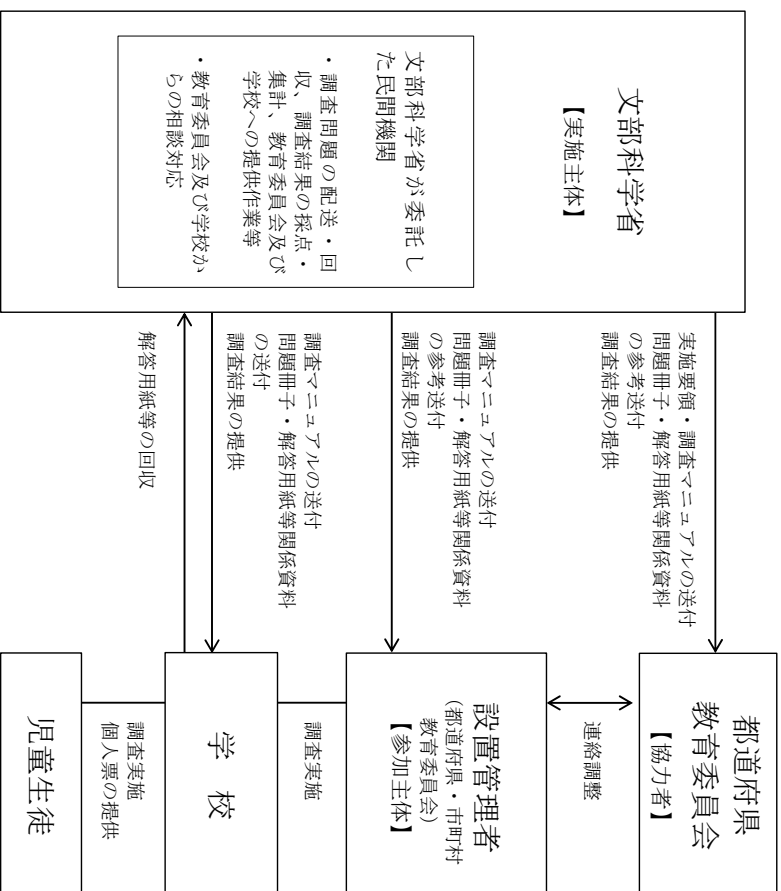 文部科学省
【実施主体】
文部科学省が委託し
た民間機関
・調査問題の配送・回
収、調査結果の採点・
集計、教育委員会及び
学校への提供作業等
・教育委員会及び学校か
らの相談対応
実施要領・調査マニュアルの送付
問題冊子・解答用紙等関係資料
の参考送付
調査結果の提供
調査マニュアルの送付
問題冊子・解答用紙等関係資料
の参考送付
調査結果の提供
調査マニュアルの送付
問題冊子・解答用紙等関係資料
の送付
調査結果の提供
解答用紙等の回収
都道府県
教育委員会
【協力者】
連絡調整
設置管理者
(都道府県・市町村
教育委員会)
【参加主体】
調査実施
学校
調査実施
個人票の提供
児童生徒